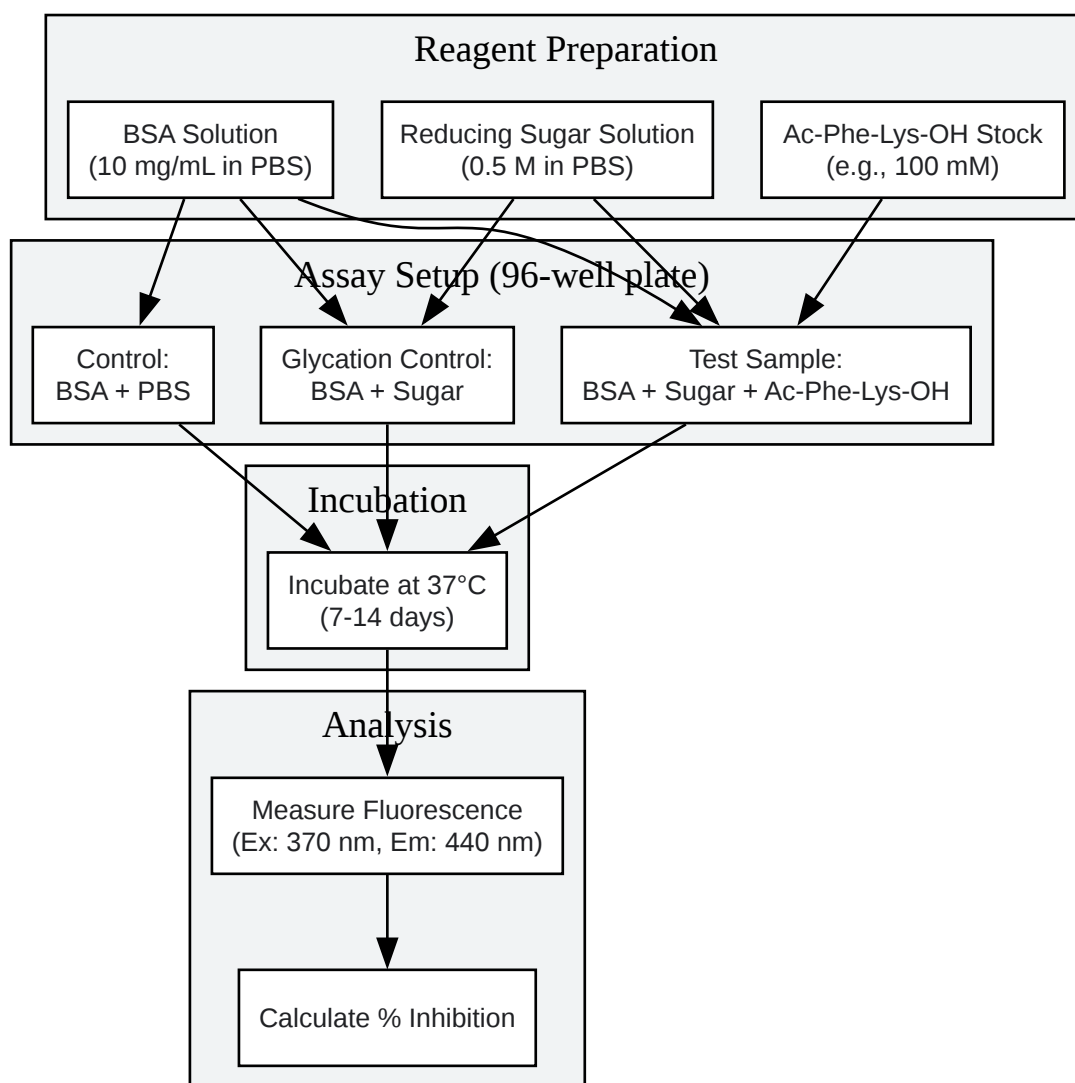 Reagent Preparation
BSA Solution
(10 mg/mL in PBS)
Reducing Sugar Solution
(0.5 M in PBS)
Ac-Phe-Lys-OH Stock
(e.g., 100 mM)
Assay Setup (96-well plate)
Control:
BSA + PBS
Glycation Control:
BSA + Sugar
Test Sample:
BSA + Sugar + Ac-Phe-Lys-OH
Incubation
Incubate at 37°C
(7-14 days)
Analysis
Measure Fluorescence
(Ex: 370 nm, Em: 440 nm)
Calculate % Inhibition